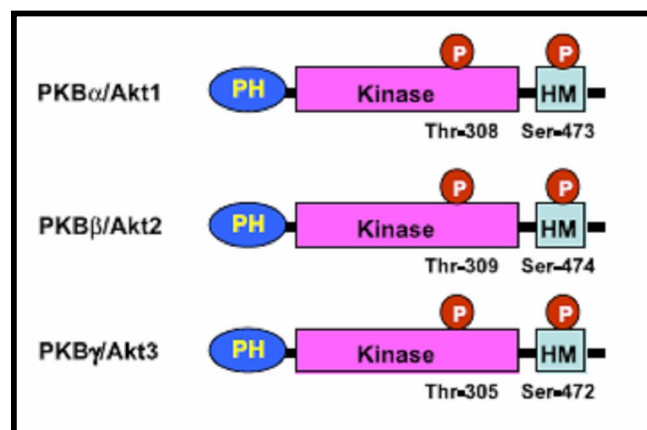 P P
PKBα/Akt1 PH Kinase HM
Thr-308 Ser-473
P P
PKBβ/Akt2 PH Kinase HM
Thr-309 Ser-474
P P
PKBγ/Akt3 PH Kinase HM
Thr-305 Ser-472